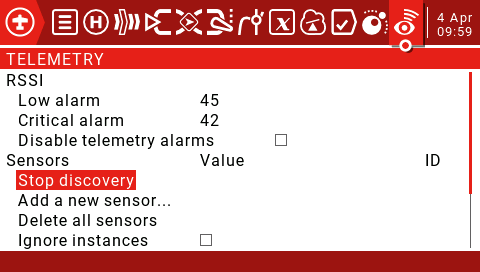 4 Apr
09:59
TELEMETRY
RSSI
Low alarm 45
Critical alarm 42
Disable telemetry alarms
Sensors Value ID
Stop discovery
Add a new sensor...
Delete all sensors
Ignore instances